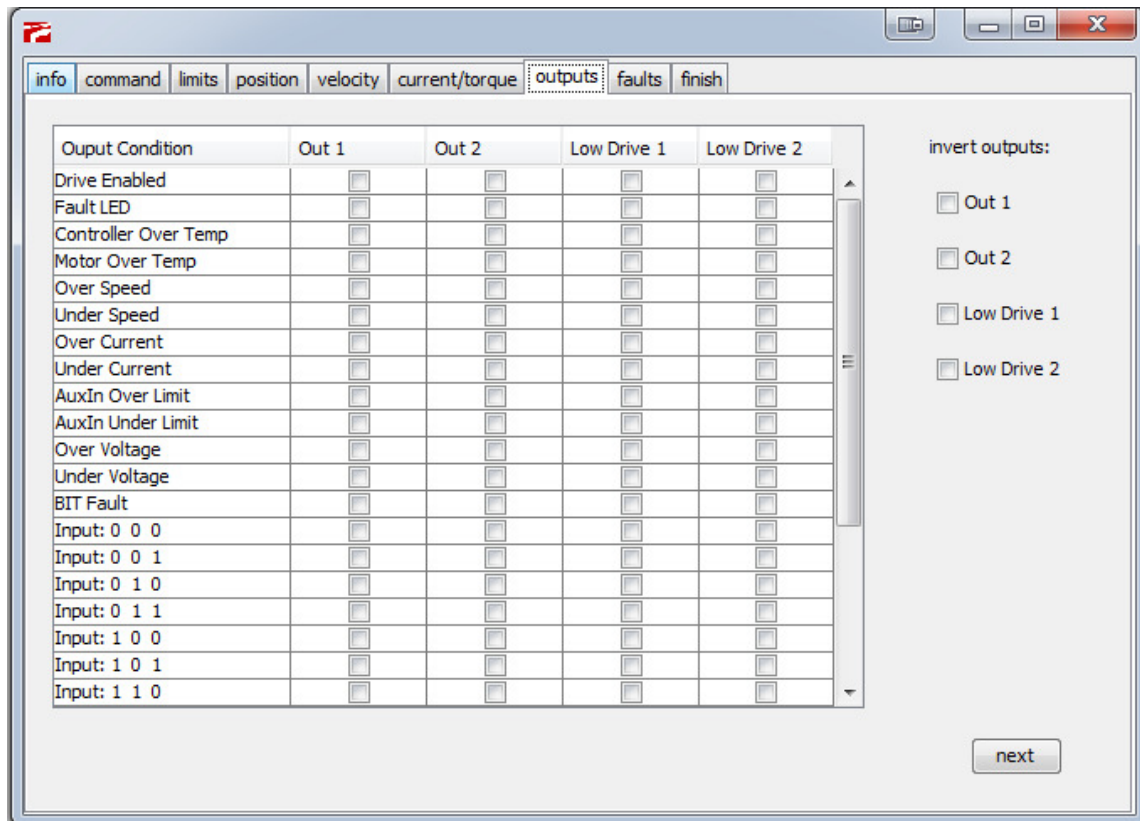 info command limits position velocity current/torque outputs faults finish
Ouput Condition Out 1 Out 2 Low Drive 1 Low Drive 2
Drive Enabled
Fault LED
Controller Over Temp
Motor Over Temp
Over Speed
Under Speed
Over Current
Under Current
AuxIn Over Limit
AuxIn Under Limit
Over Voltage
Under Voltage
BIT Fault
Input: 0 0 0
Input: 0 0 1
Input: 0 1 0
Input: 0 1 1
Input: 1 0 0
Input: 1 0 1
Input: 1 1 0
invert outputs:
Out 1
Out 2
Low Drive 1
Low Drive 2
next